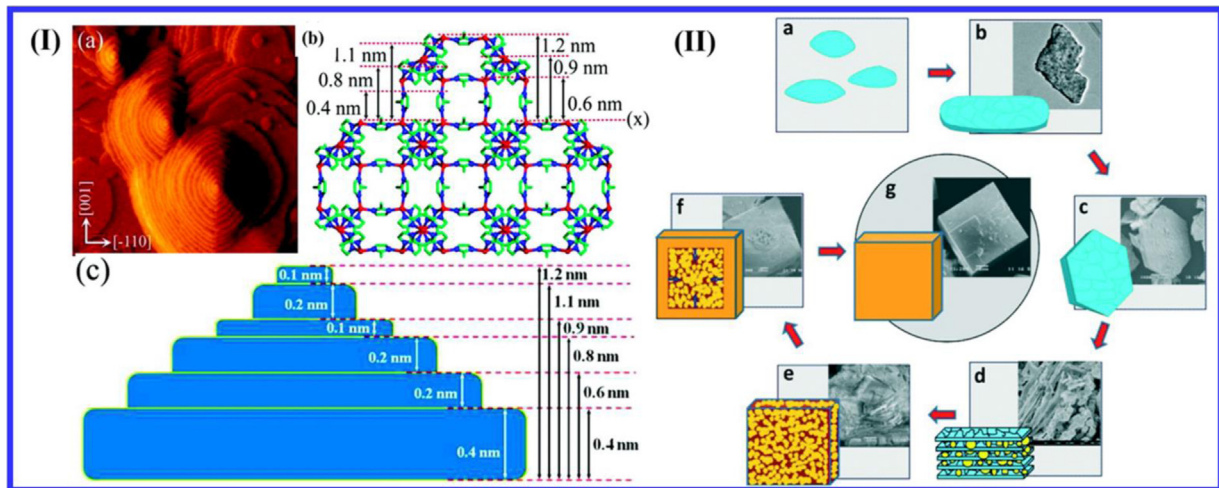 (I)
(a)
[001]
[-110]
(b)
1.1 nm
0.8 nm
0.4 nm
1.2 nm
0.9 nm
0.6 nm
(x)
(c)
0.1 nm
0.2 nm
0.1 nm
0.2 nm
0.2 nm
0.4 nm
1.2 nm
1.1 nm
0.9 nm
0.8 nm
0.6 nm
0.4 nm
(II)
a
b
c
d
e
f
g